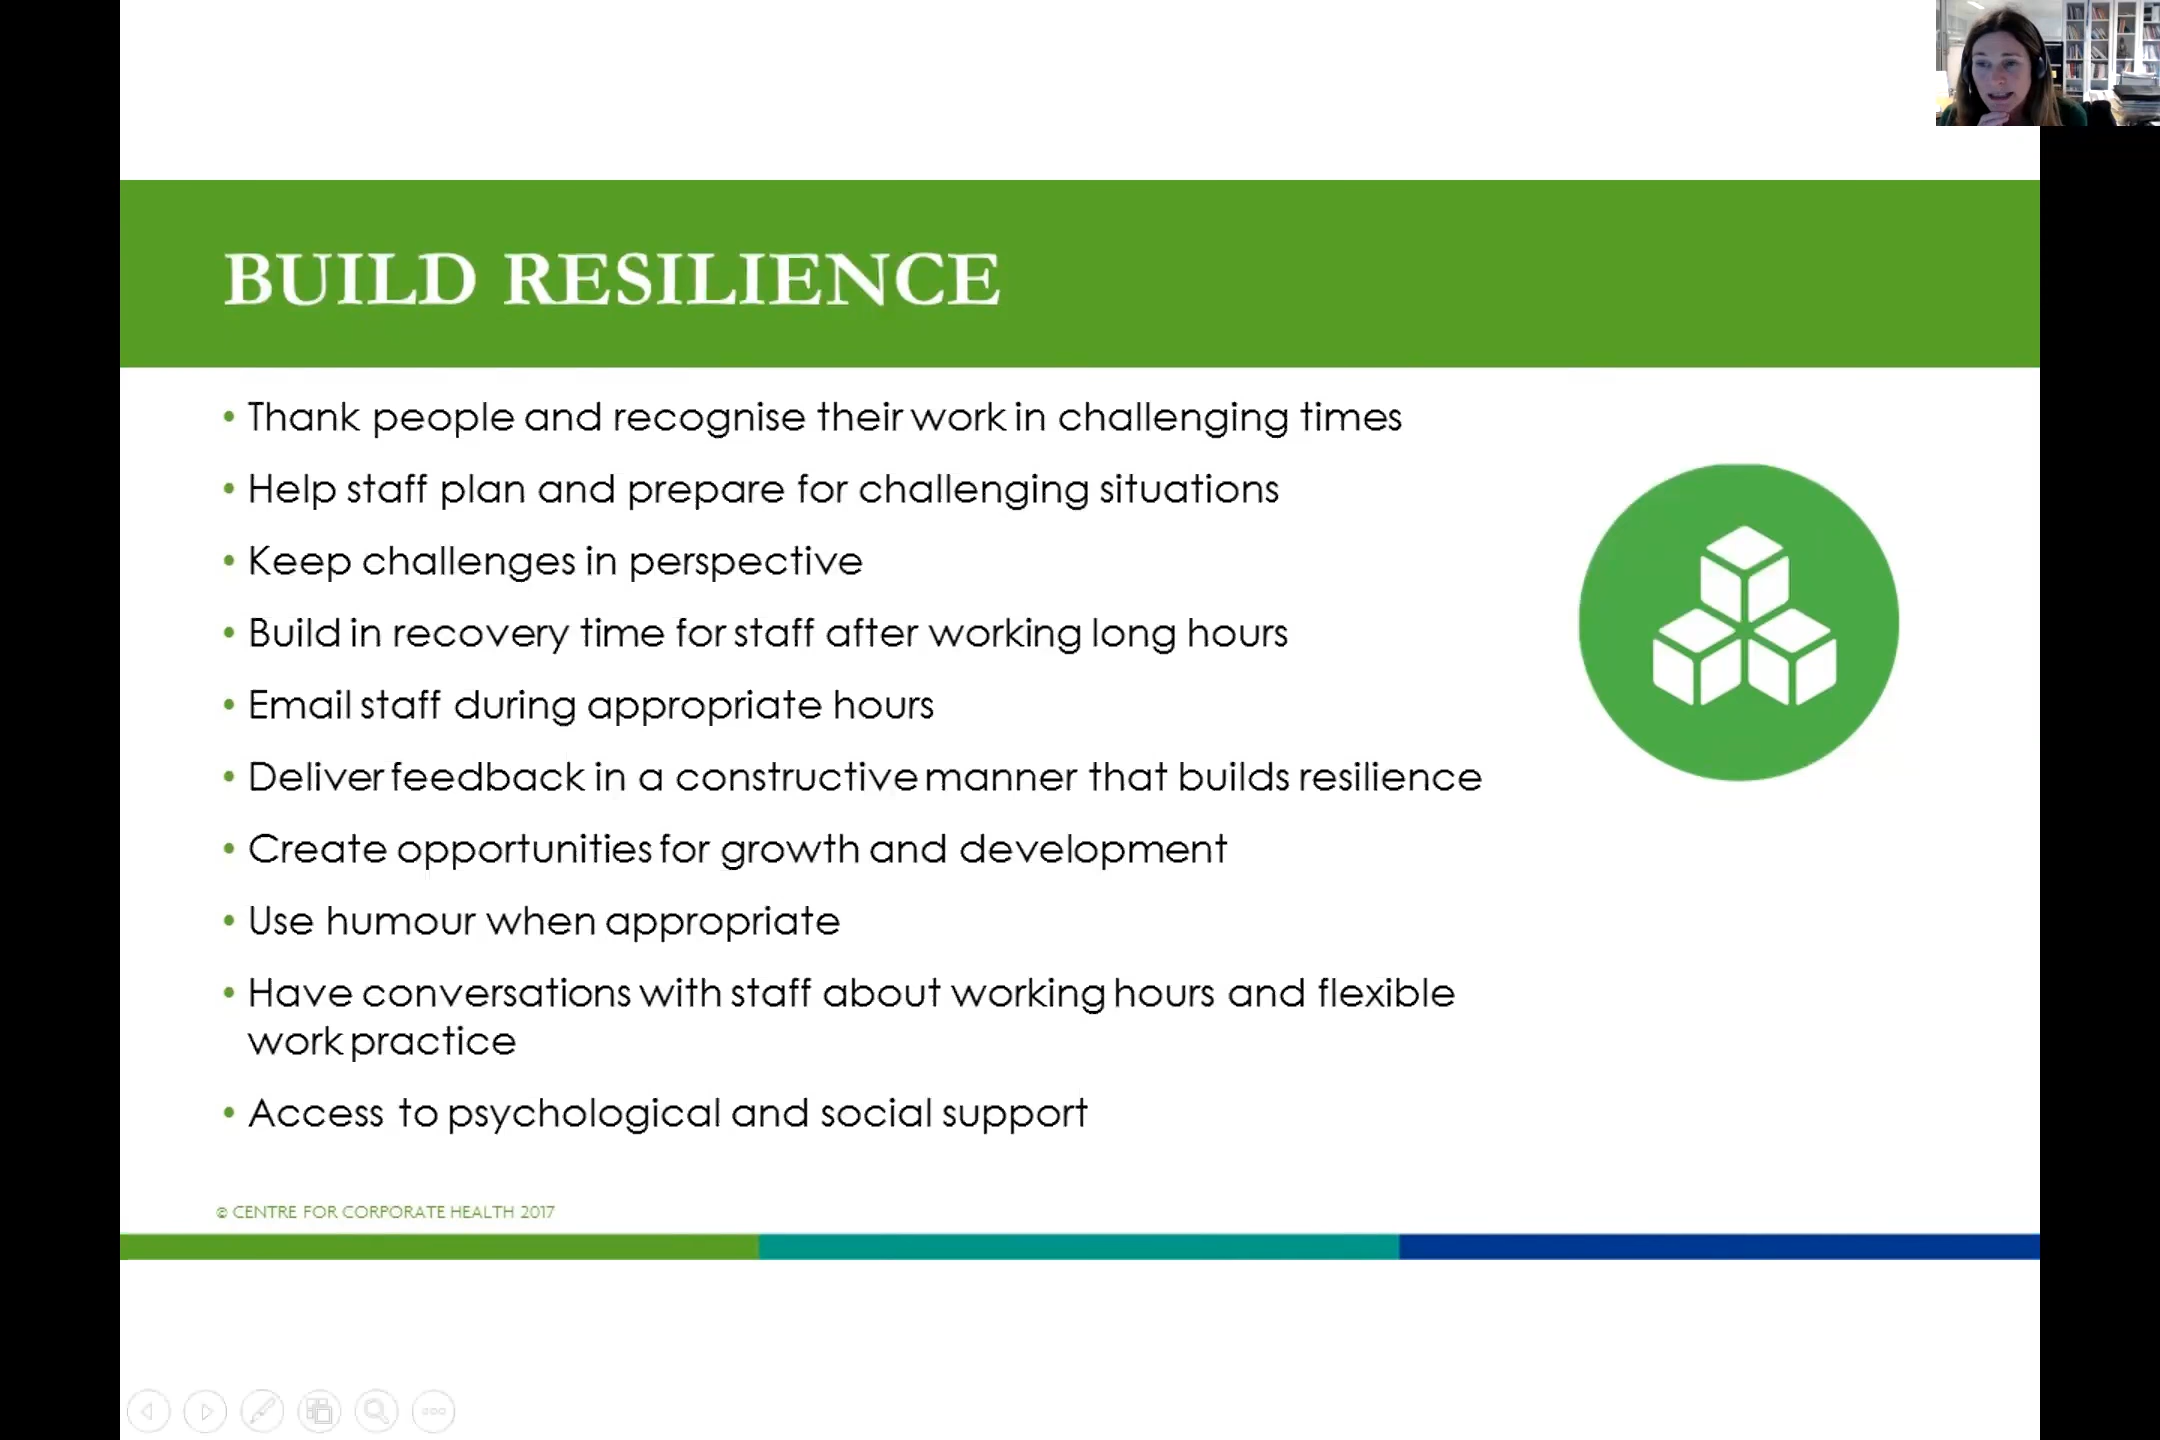 BUILD RESILIENCE
• Thank people and recognise their work in challenging times
• Help staff plan and prepare for challenging situations
• Keep challenges in perspective
• Build in recovery time for staff after working long hours
• Email staff during appropriate hours
• Deliver feedback in a constructive manner that builds resilience
• Create opportunities for growth and development
• Use humour when appropriate
• Have conversations with staff about working hours and flexible
work practice
• Access to psychological and social support
© CENTRE FOR CORPORATE HEALTH 2017